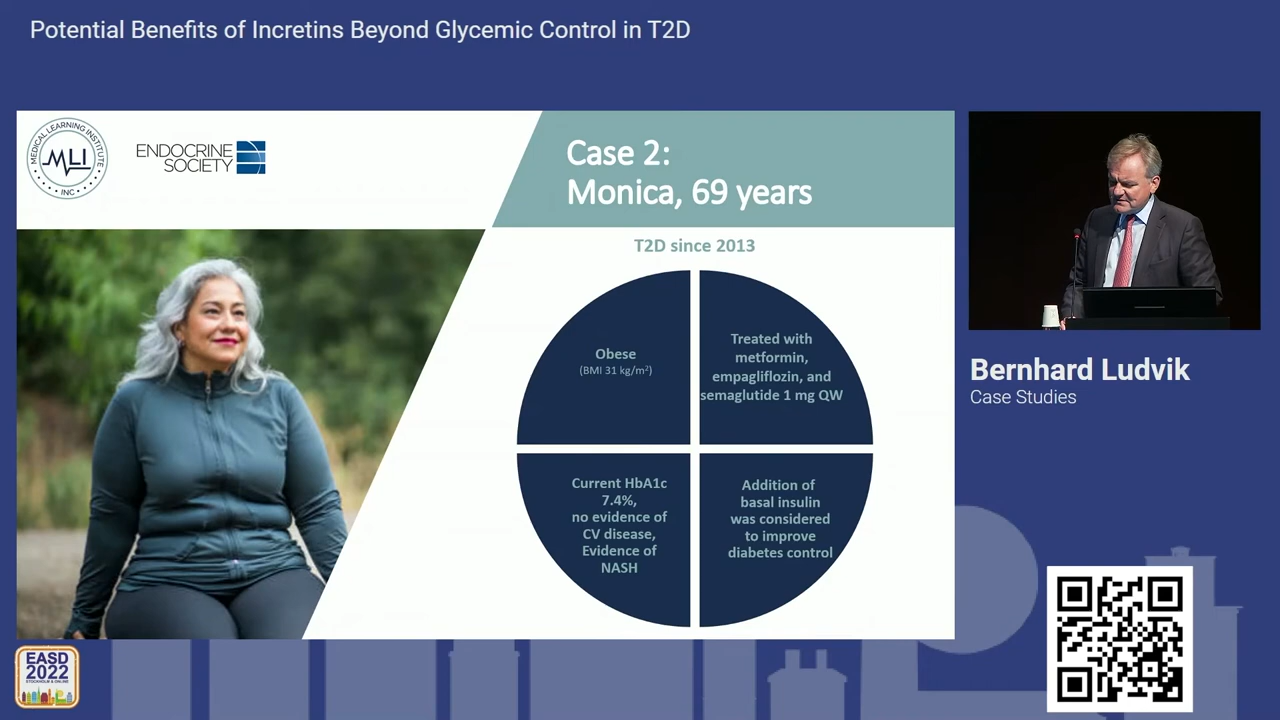 Potential Benefits of Incretins Beyond Glycemic Control in T2D
MEDICAL LEARNING INSTITUTE
MLI
INC
ENDOCRINE
SOCIETY
Case 2:
Monica, 69 years
T2D since 2013
Obese
(BMI 31 kg/m²)
Treated with
metformin,
empagliflozin, and
semaglutide 1 mg QW
Current HbA1c
7.4%,
no evidence of
CV disease,
Evidence of
NASH
Addition of
basal insulin
was considered
to improve
diabetes control
Bernhard Ludvik
Case Studies
EASD
2022
STOCKHOLM & ONLINE